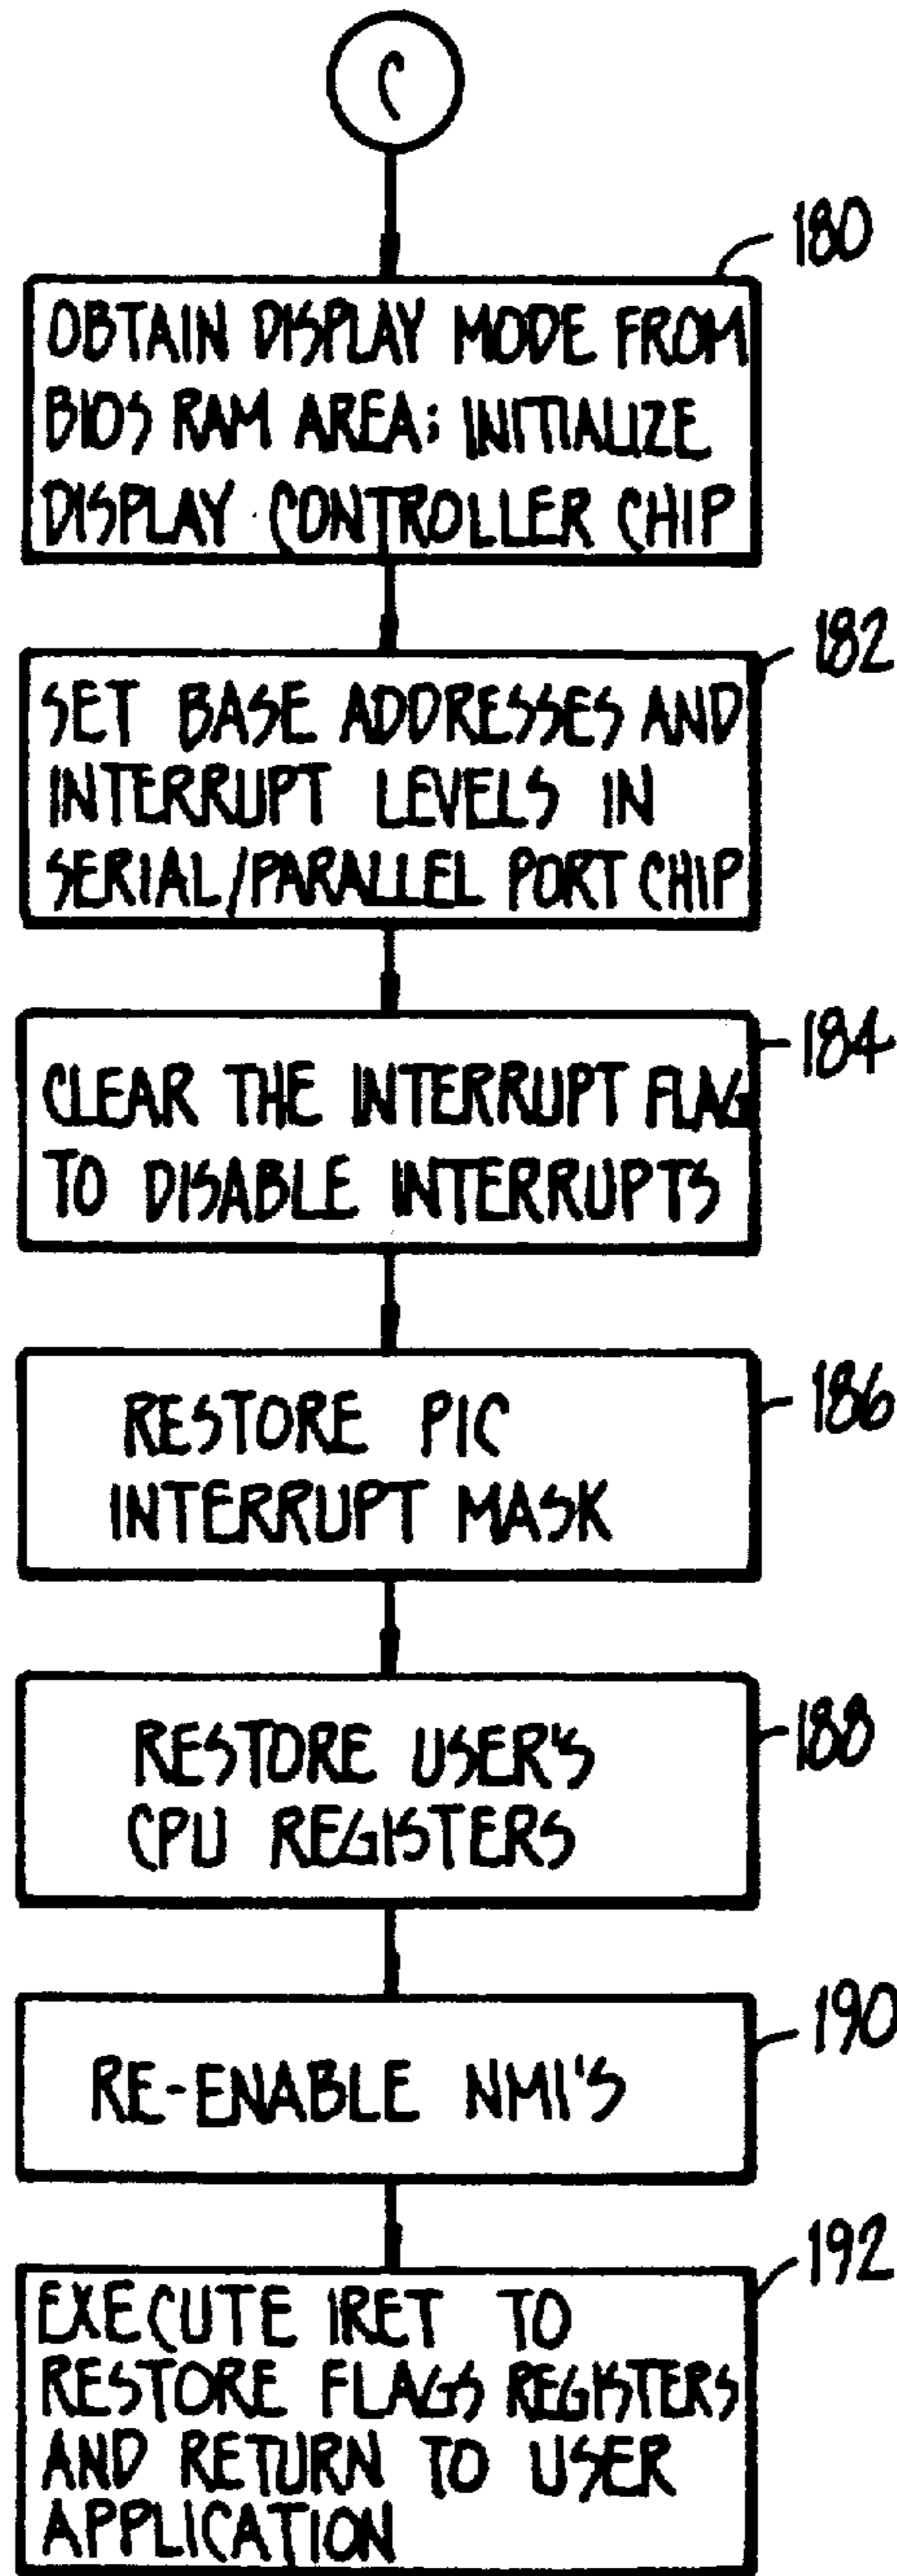 C
180
OBTAIN DISPLAY MODE FROM
BIOS RAM AREA: INITIALIZE
DISPLAY CONTROLLER CHIP
182
SET BASE ADDRESSES AND
INTERRUPT LEVELS IN
SERIAL/PARALLEL PORT CHIP
184
CLEAR THE INTERRUPT FLAG
TO DISABLE INTERRUPTS
186
RESTORE PIC
INTERRUPT MASK
188
RESTORE USER'S
CPU REGISTERS
190
RE-ENABLE NMI'S
192
EXECUTE IRET TO
RESTORE FLAGS REGISTERS
AND RETURN TO USER
APPLICATION